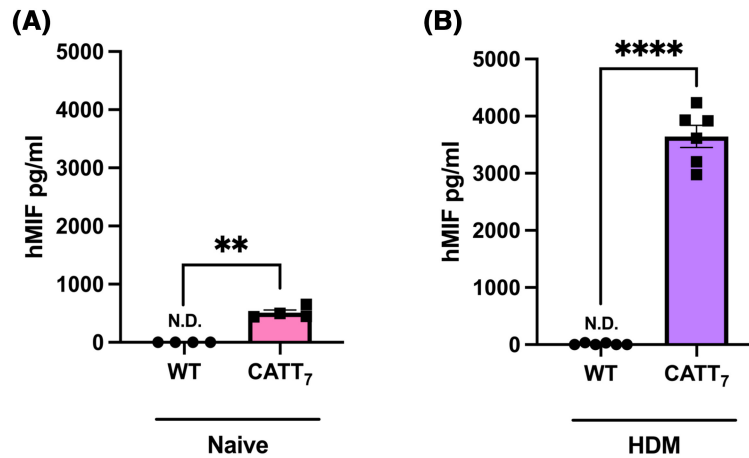 (A)
hMIF pg/ml
5000
4000
3000
2000
1000
0
**
N.D.
WT
CATT7
Naive
(B)
hMIF pg/ml
5000
4000
3000
2000
1000
0
****
N.D.
WT
CATT7
HDM